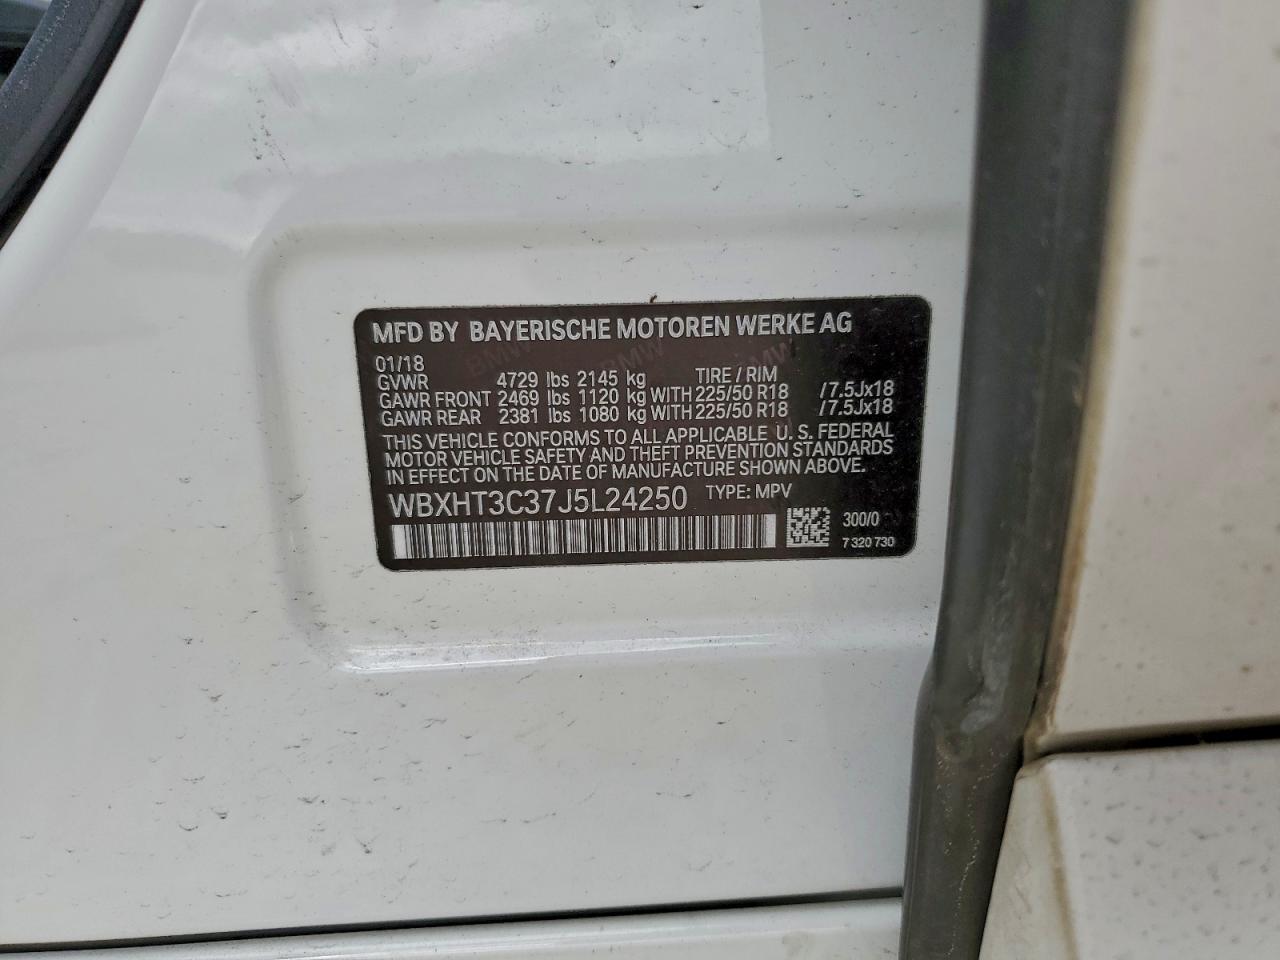 MFD BY BAYERISCHE MOTOREN WERKE AG
01/18
GVWR 4729 lbs 2145 kg TIRE / RIM
GAWR FRONT 2469 lbs 1120 kg WITH 225/50 R18 /7.5Jx18
GAWR REAR 2381 lbs 1080 kg WITH 225/50 R18 /7.5Jx18
THIS VEHICLE CONFORMS TO ALL APPLICABLE U. S. FEDERAL
MOTOR VEHICLE SAFETY AND THEFT PREVENTION STANDARDS
IN EFFECT ON THE DATE OF MANUFACTURE SHOWN ABOVE.
WBXHT3C37J5L24250 TYPE: MPV
300/0
7 320 730
BMW BMW BMW